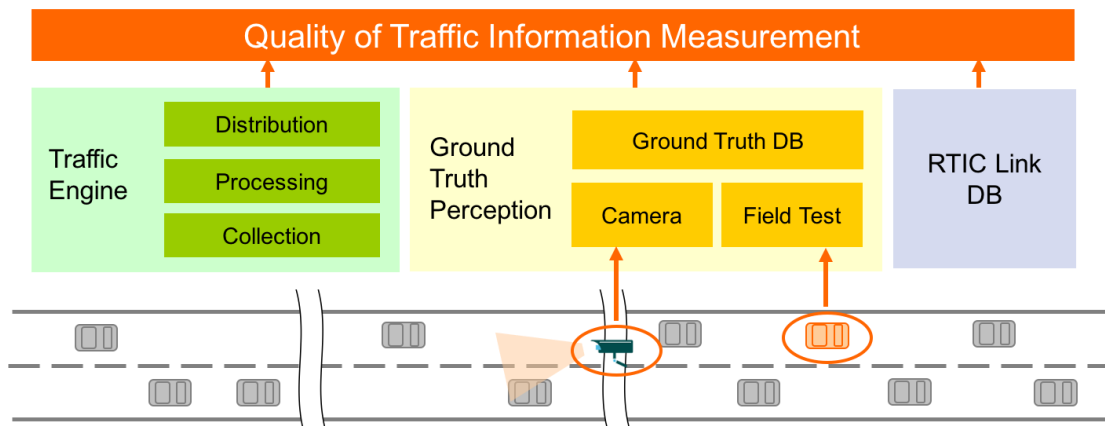 Quality of Traffic Information Measurement
Traffic
Engine
Distribution
Processing
Collection
Ground
Truth
Perception
Ground Truth DB
Camera
Field Test
RTIC Link
DB